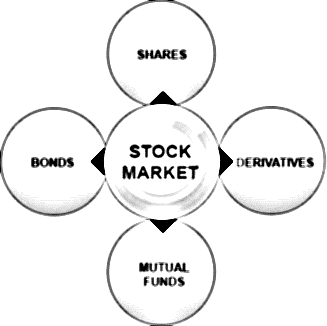 SHARES
BONDS
STOCK
MARKET
DERIVATIVES
MUTUAL
FUNDS